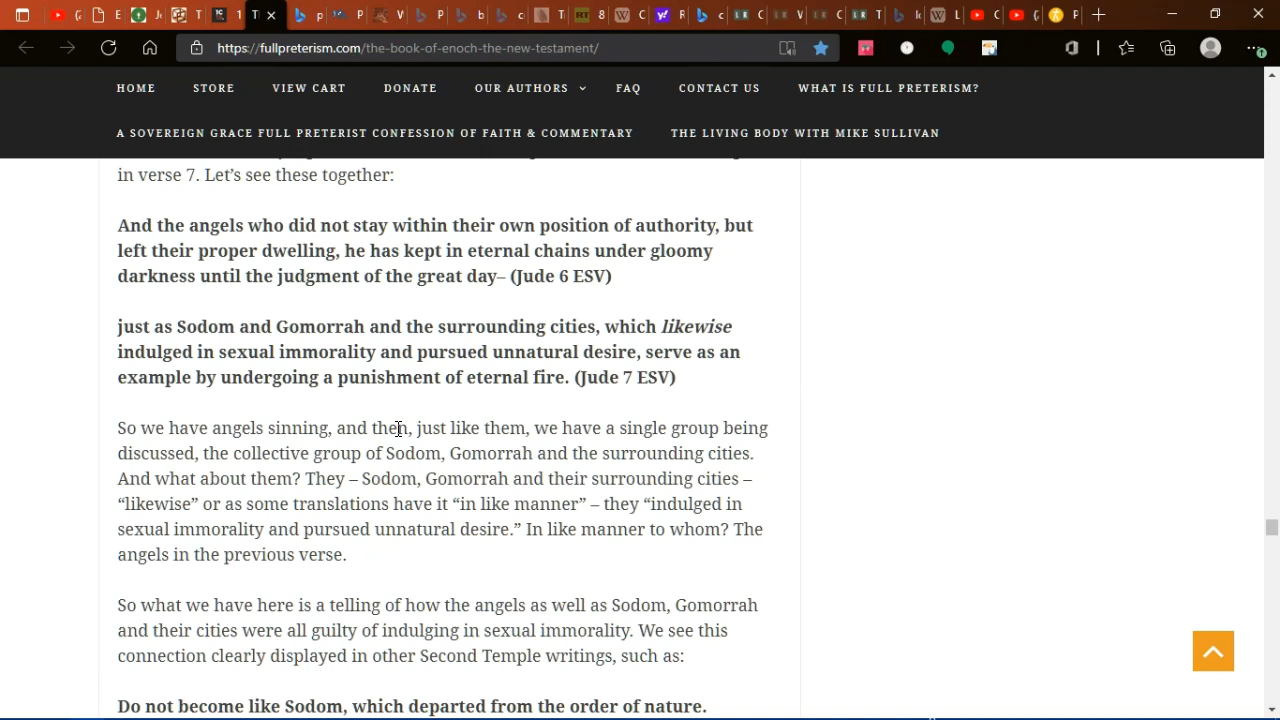 https://fullpreterism.com/the-book-of-enoch-the-new-testament/
HOME STORE VIEW CART DONATE OUR AUTHORS FAQ CONTACT US WHAT IS FULL PRETERISM?
A SOVEREIGN GRACE FULL PRETERIST CONFESSION OF FAITH & COMMENTARY THE LIVING BODY WITH MIKE SULLIVAN
in verse 7. Let’s see these together:
And the angels who did not stay within their own position of authority, but
left their proper dwelling, he has kept in eternal chains under gloomy
darkness until the judgment of the great day– (Jude 6 ESV)
just as Sodom and Gomorrah and the surrounding cities, which likewise
indulged in sexual immorality and pursued unnatural desire, serve as an
example by undergoing a punishment of eternal fire. (Jude 7 ESV)
So we have angels sinning, and then, just like them, we have a single group being
discussed, the collective group of Sodom, Gomorrah and the surrounding cities.
And what about them? They – Sodom, Gomorrah and their surrounding cities –
“likewise” or as some translations have it “in like manner” – they “indulged in
sexual immorality and pursued unnatural desire.” In like manner to whom? The
angels in the previous verse.
So what we have here is a telling of how the angels as well as Sodom, Gomorrah
and their cities were all guilty of indulging in sexual immorality. We see this
connection clearly displayed in other Second Temple writings, such as:
Do not become like Sodom, which departed from the order of nature.